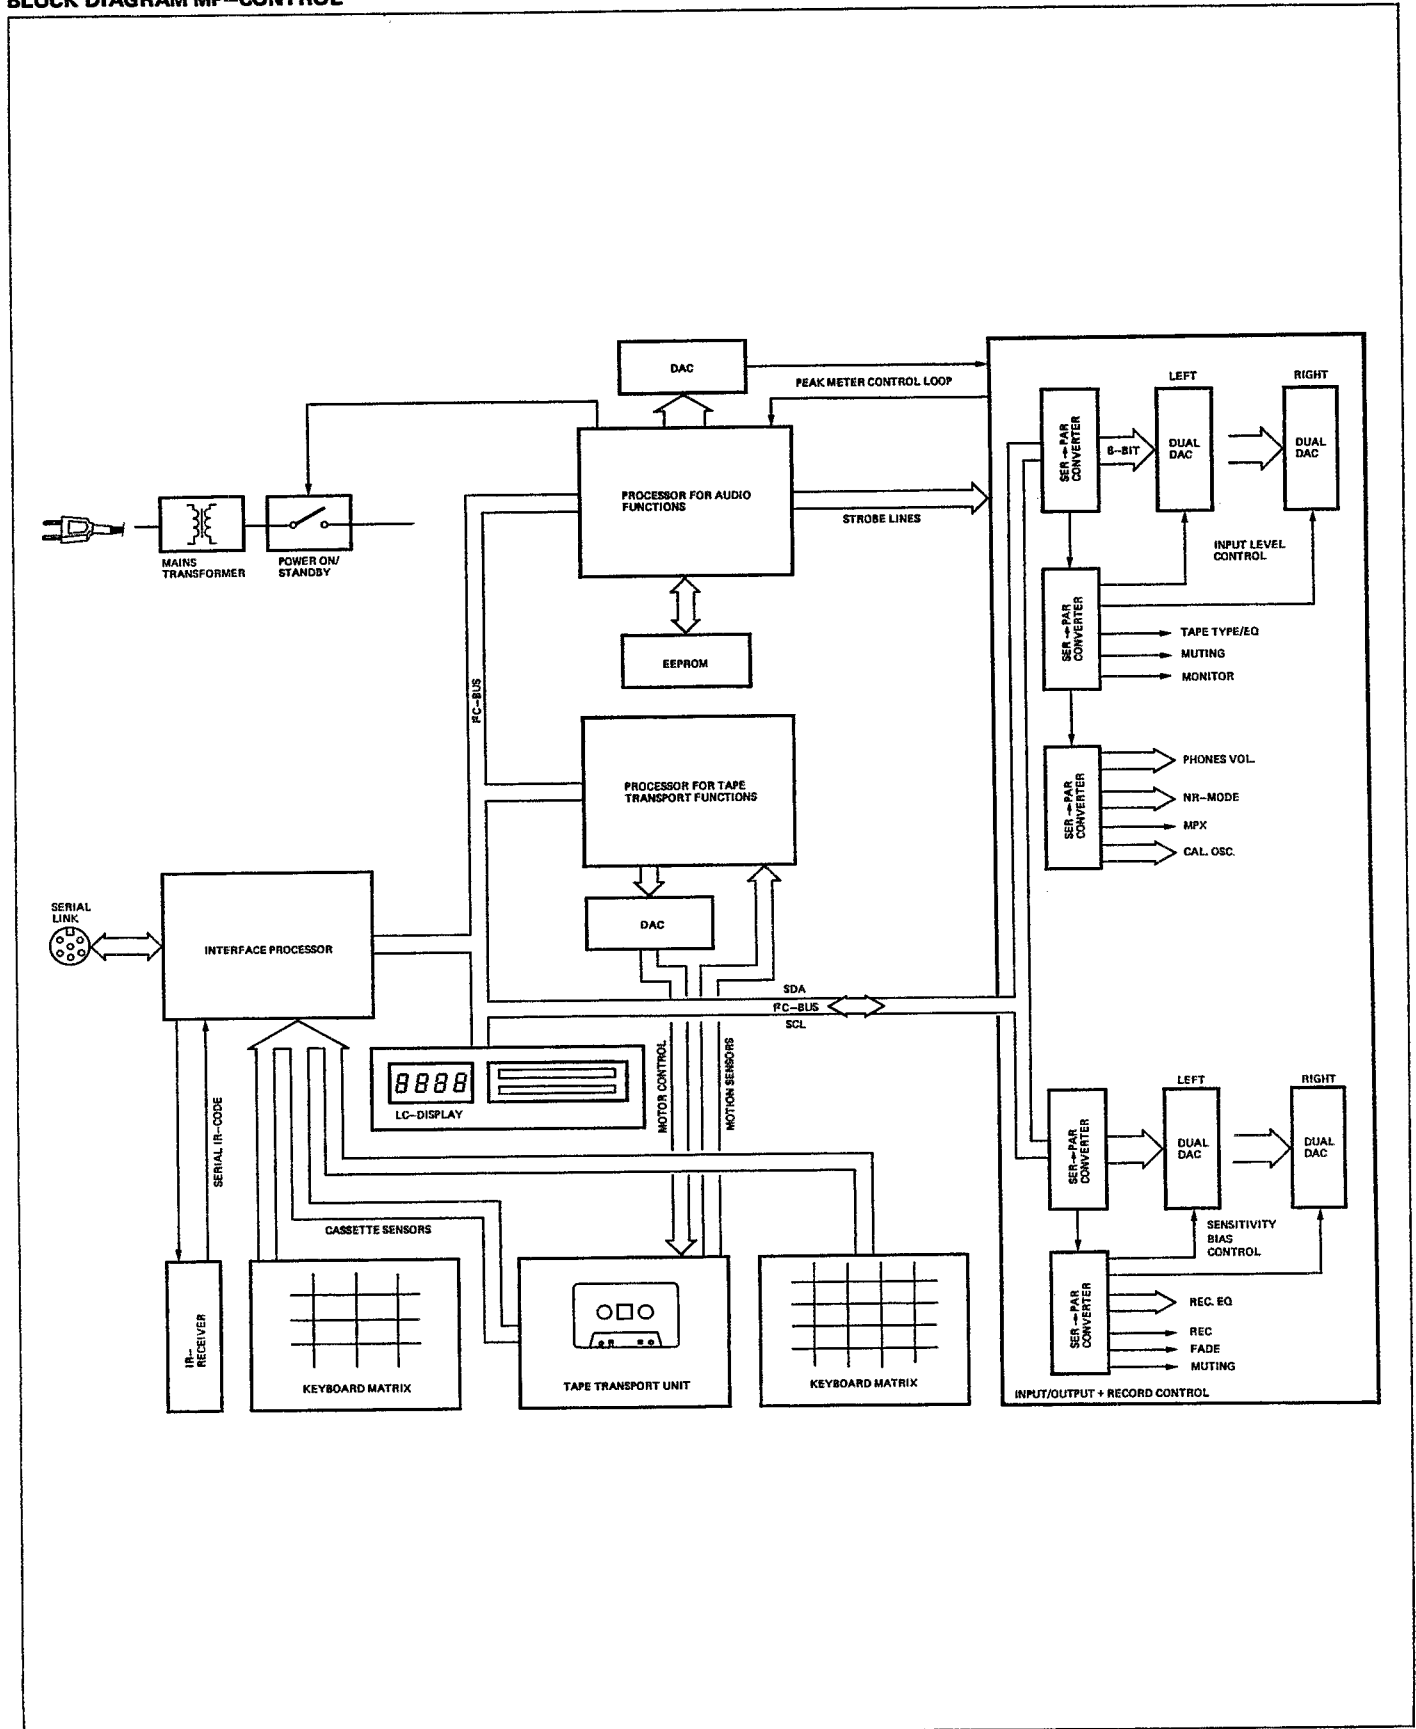 BLOCK DIAGRAM MP-CONTROL
DAC
PEAK METER CONTROL LOOP
LEFT
RIGHT
SER→PAR
CONVERTER
8-BIT
DUAL
DAC
DUAL
DAC
PROCESSOR FOR AUDIO
FUNCTIONS
STROBE LINES
INPUT LEVEL
CONTROL
MAINS
TRANSFORMER
POWER ON/
STANDBY
SER→PAR
CONVERTER
TAPE TYPE/EQ
MUTING
MONITOR
EEPROM
I²C-BUS
PROCESSOR FOR TAPE
TRANSPORT FUNCTIONS
SER→PAR
CONVERTER
PHONES VOL.
NR-MODE
MPX
CAL. OSC.
SERIAL
LINK
INTERFACE PROCESSOR
DAC
SDA
I²C-BUS
SCL
8888
LC-DISPLAY
MOTOR CONTROL
MOTION SENSORS
SERIAL IR-CODE
CASSETTE SENSORS
LEFT
RIGHT
SER→PAR
CONVERTER
DUAL
DAC
DUAL
DAC
SENSITIVITY
BIAS
CONTROL
SER→PAR
CONVERTER
REC. EQ
REC
FADE
MUTING
IR-
RECEIVER
KEYBOARD MATRIX
TAPE TRANSPORT UNIT
KEYBOARD MATRIX
INPUT/OUTPUT + RECORD CONTROL